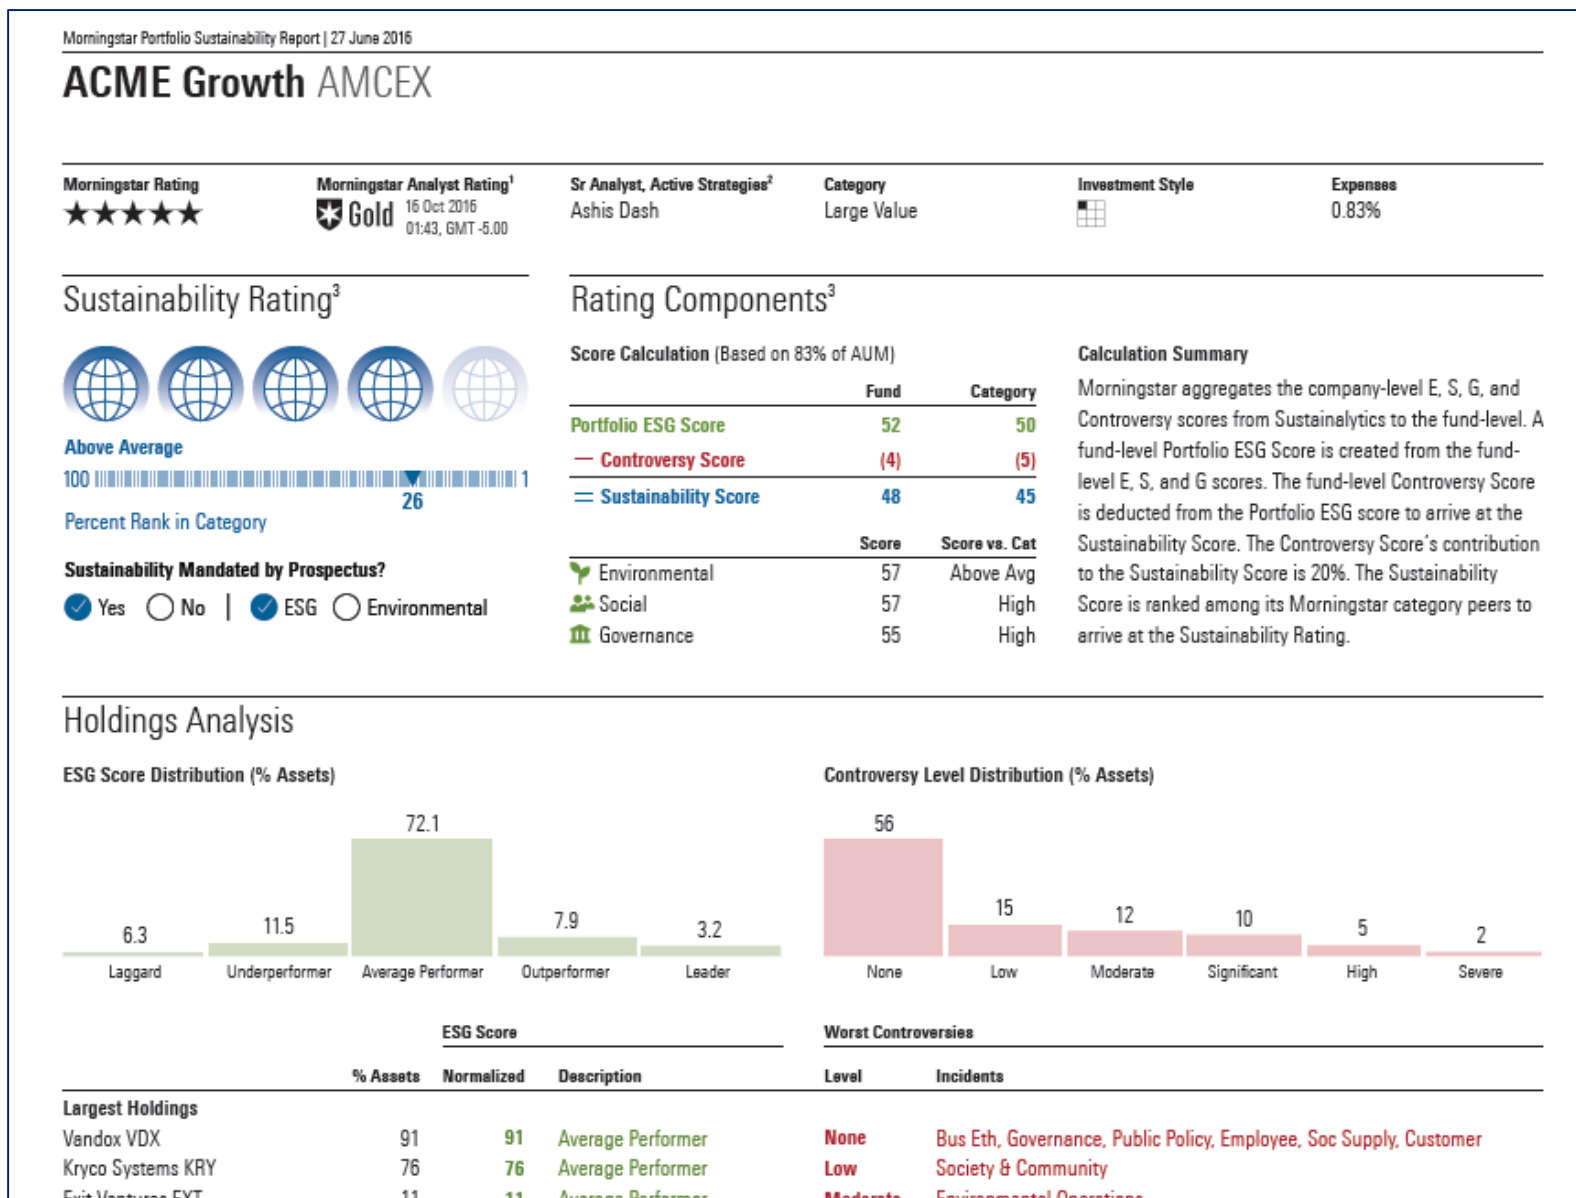 Morningstar Portfolio Sustainability Report | 27 June 2016
ACME Growth AMCEX
Morningstar Rating
Morningstar Analyst Rating¹
Gold 16 Oct 2016
01:43, GMT -5.00
Sr Analyst, Active Strategies²
Ashis Dash
Category
Large Value
Investment Style
Expenses
0.83%
Sustainability Rating³
Above Average
100 1
26
Percent Rank in Category
Sustainability Mandated by Prospectus?
Yes No | ESG Environmental
Rating Components³
Score Calculation (Based on 83% of AUM)
Fund Category
Portfolio ESG Score 52 50
— Controversy Score (4) (5)
= Sustainability Score 48 45
Score Score vs. Cat
Environmental 57 Above Avg
Social 57 High
Governance 55 High
Calculation Summary
Morningstar aggregates the company-level E, S, G, and
Controversy scores from Sustainalytics to the fund-level. A
fund-level Portfolio ESG Score is created from the fund-
level E, S, and G scores. The fund-level Controversy Score
is deducted from the Portfolio ESG score to arrive at the
Sustainability Score. The Controversy Score's contribution
to the Sustainability Score is 20%. The Sustainability
Score is ranked among its Morningstar category peers to
arrive at the Sustainability Rating.
Holdings Analysis
ESG Score Distribution (% Assets)
6.3 11.5 72.1 7.9 3.2
Laggard Underperformer Average Performer Outperformer Leader
Controversy Level Distribution (% Assets)
56 15 12 10 5 2
None Low Moderate Significant High Severe
ESG Score Worst Controversies
% Assets Normalized Description Level Incidents
Largest Holdings
Vandox VDX 91 91 Average Performer None Bus Eth, Governance, Public Policy, Employee, Soc Supply, Customer
Kryco Systems KRY 76 76 Average Performer Low Society & Community
Exit Ventures EXT 11 11 Average Performer Moderate Environmental Operations